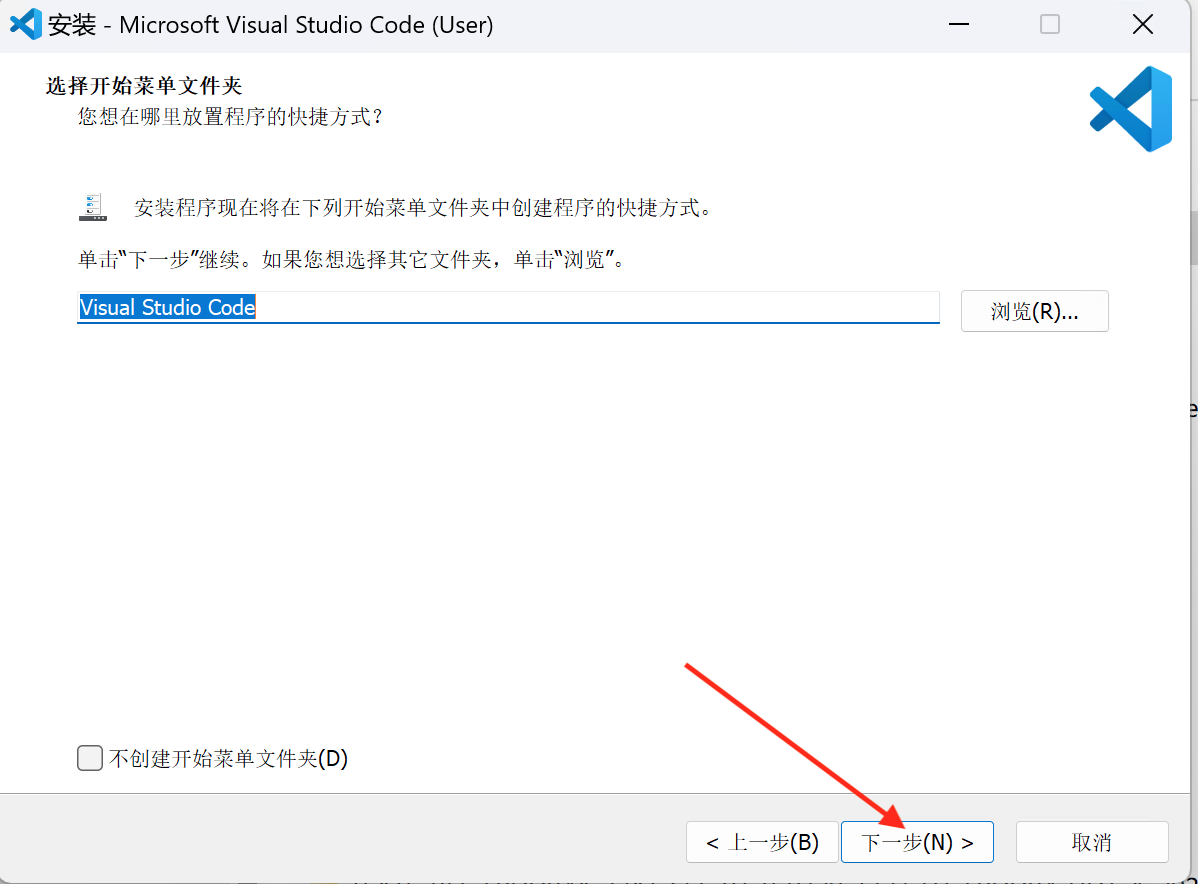 安装 - Microsoft Visual Studio Code (User)
选择开始菜单文件夹
您想在哪里放置程序的快捷方式?
安装程序现在将在下列开始菜单文件夹中创建程序的快捷方式。
单击“下一步”继续。如果您想选择其它文件夹，单击“浏览”。
Visual Studio Code
浏览(R)...
不创建开始菜单文件夹(D)
< 上一步(B)
下一步(N) >
取消